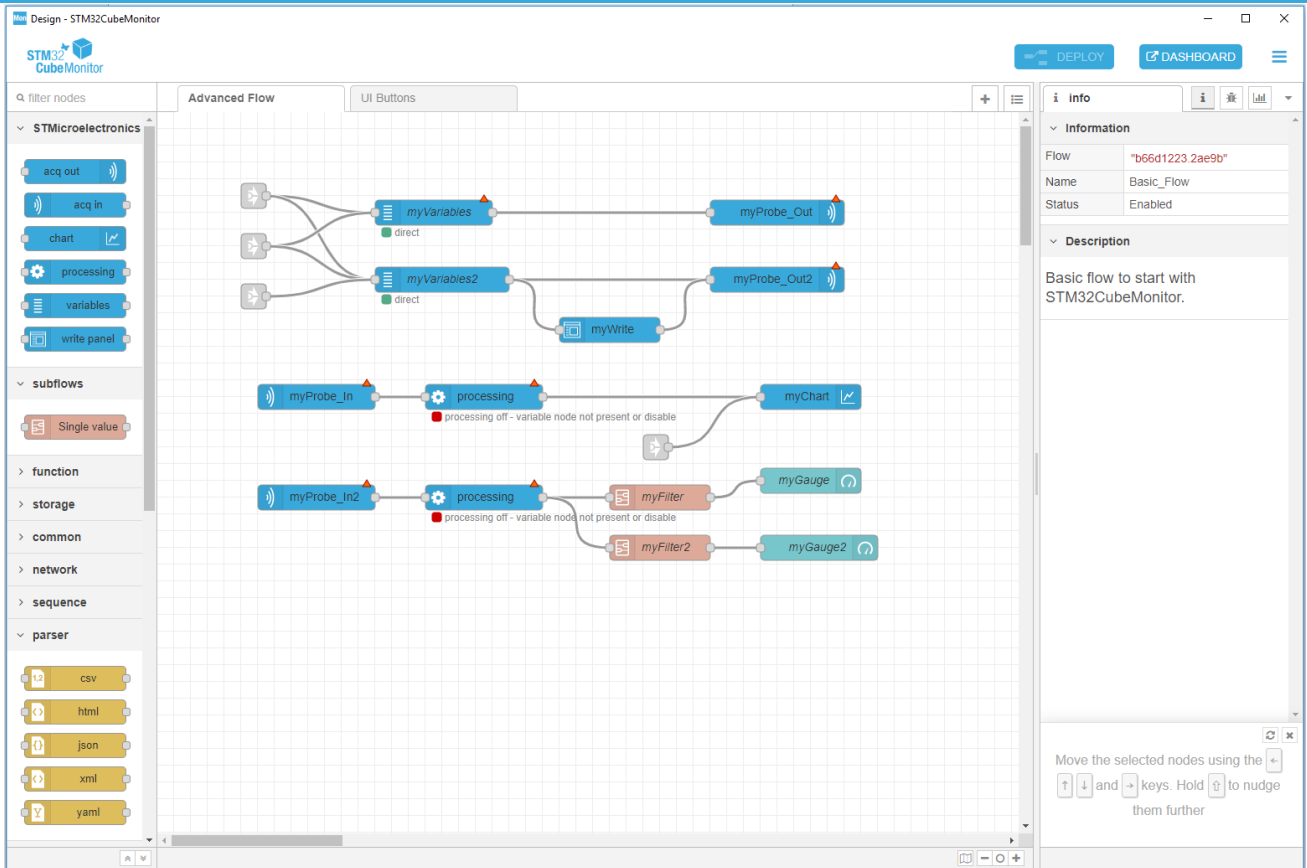 Mon Design - STM32CubeMonitor
STM32
CubeMonitor
DEPLOY
DASHBOARD
filter nodes
STMicroelectronics
acq out
acq in
chart
processing
variables
write panel
subflows
Single value
function
storage
common
network
sequence
parser
1,2 csv
html
{} json
xml
Y yaml
Advanced Flow
UI Buttons
myVariables
direct
myProbe_Out
myVariables2
direct
myProbe_Out2
myWrite
myProbe_In
processing
processing off - variable node not present or disable
myChart
myProbe_In2
processing
processing off - variable node not present or disable
myFilter
myGauge
myFilter2
myGauge2
i info
i
Information
Flow "b66d1223.2ae9b"
Name Basic_Flow
Status Enabled
Description
Basic flow to start with
STM32CubeMonitor.
Move the selected nodes using the ←
↑ ↓ and → keys. Hold ⇧ to nudge
them further